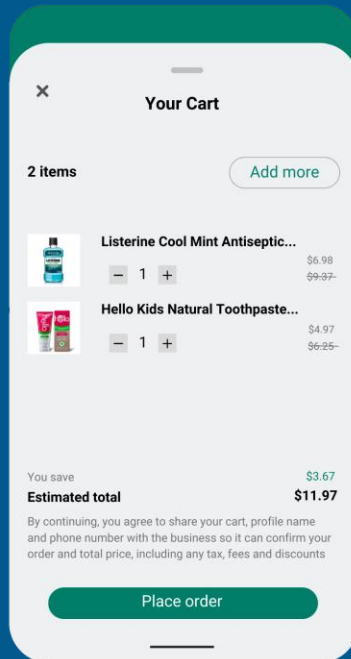 Your Cart
2 items
Add more
Listerine Cool Mint Antiseptic...
$6.98
− 1 +
$9.37
Hello Kids Natural Toothpaste...
$4.97
− 1 +
$6.25
You save $3.67
Estimated total $11.97
By continuing, you agree to share your cart, profile name
and phone number with the business so it can confirm your
order and total price, including any tax, fees and discounts
Place order